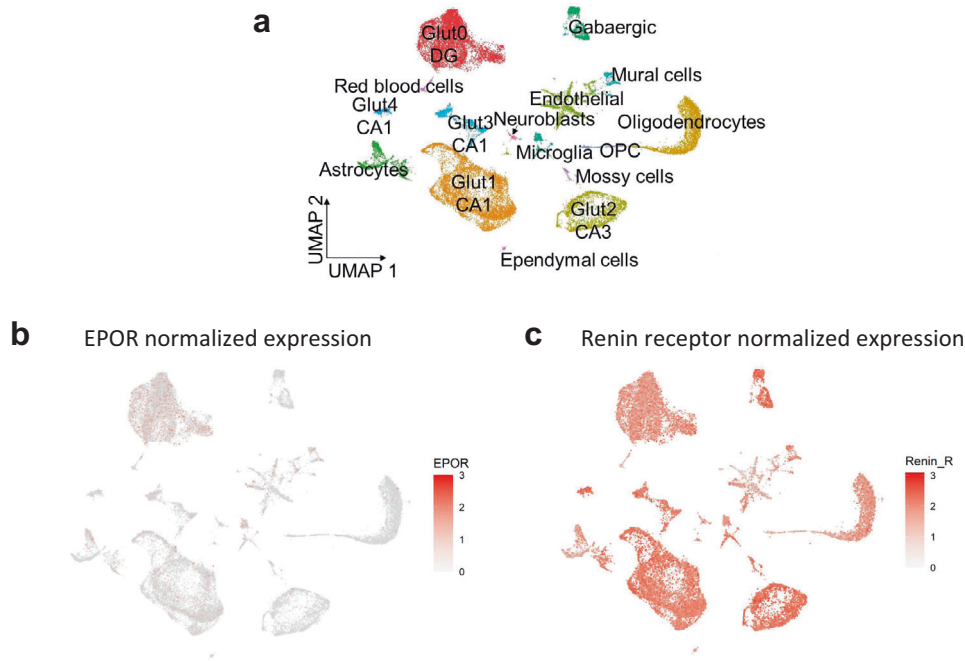 a
Glut0
DG
Gabaergic
Red blood cells
Mural cells
Glut4
CA1
Endothelial
Glut3
CA1
Neuroblasts
Oligodendrocytes
Microglia
OPC
Astrocytes
Mossy cells
Glut1
CA1
Glut2
CA3
Ependymal cells
UMAP 2
UMAP 1
b
EPOR normalized expression
EPOR
3
2
1
0
c
Renin receptor normalized expression
Renin_R
3
2
1
0